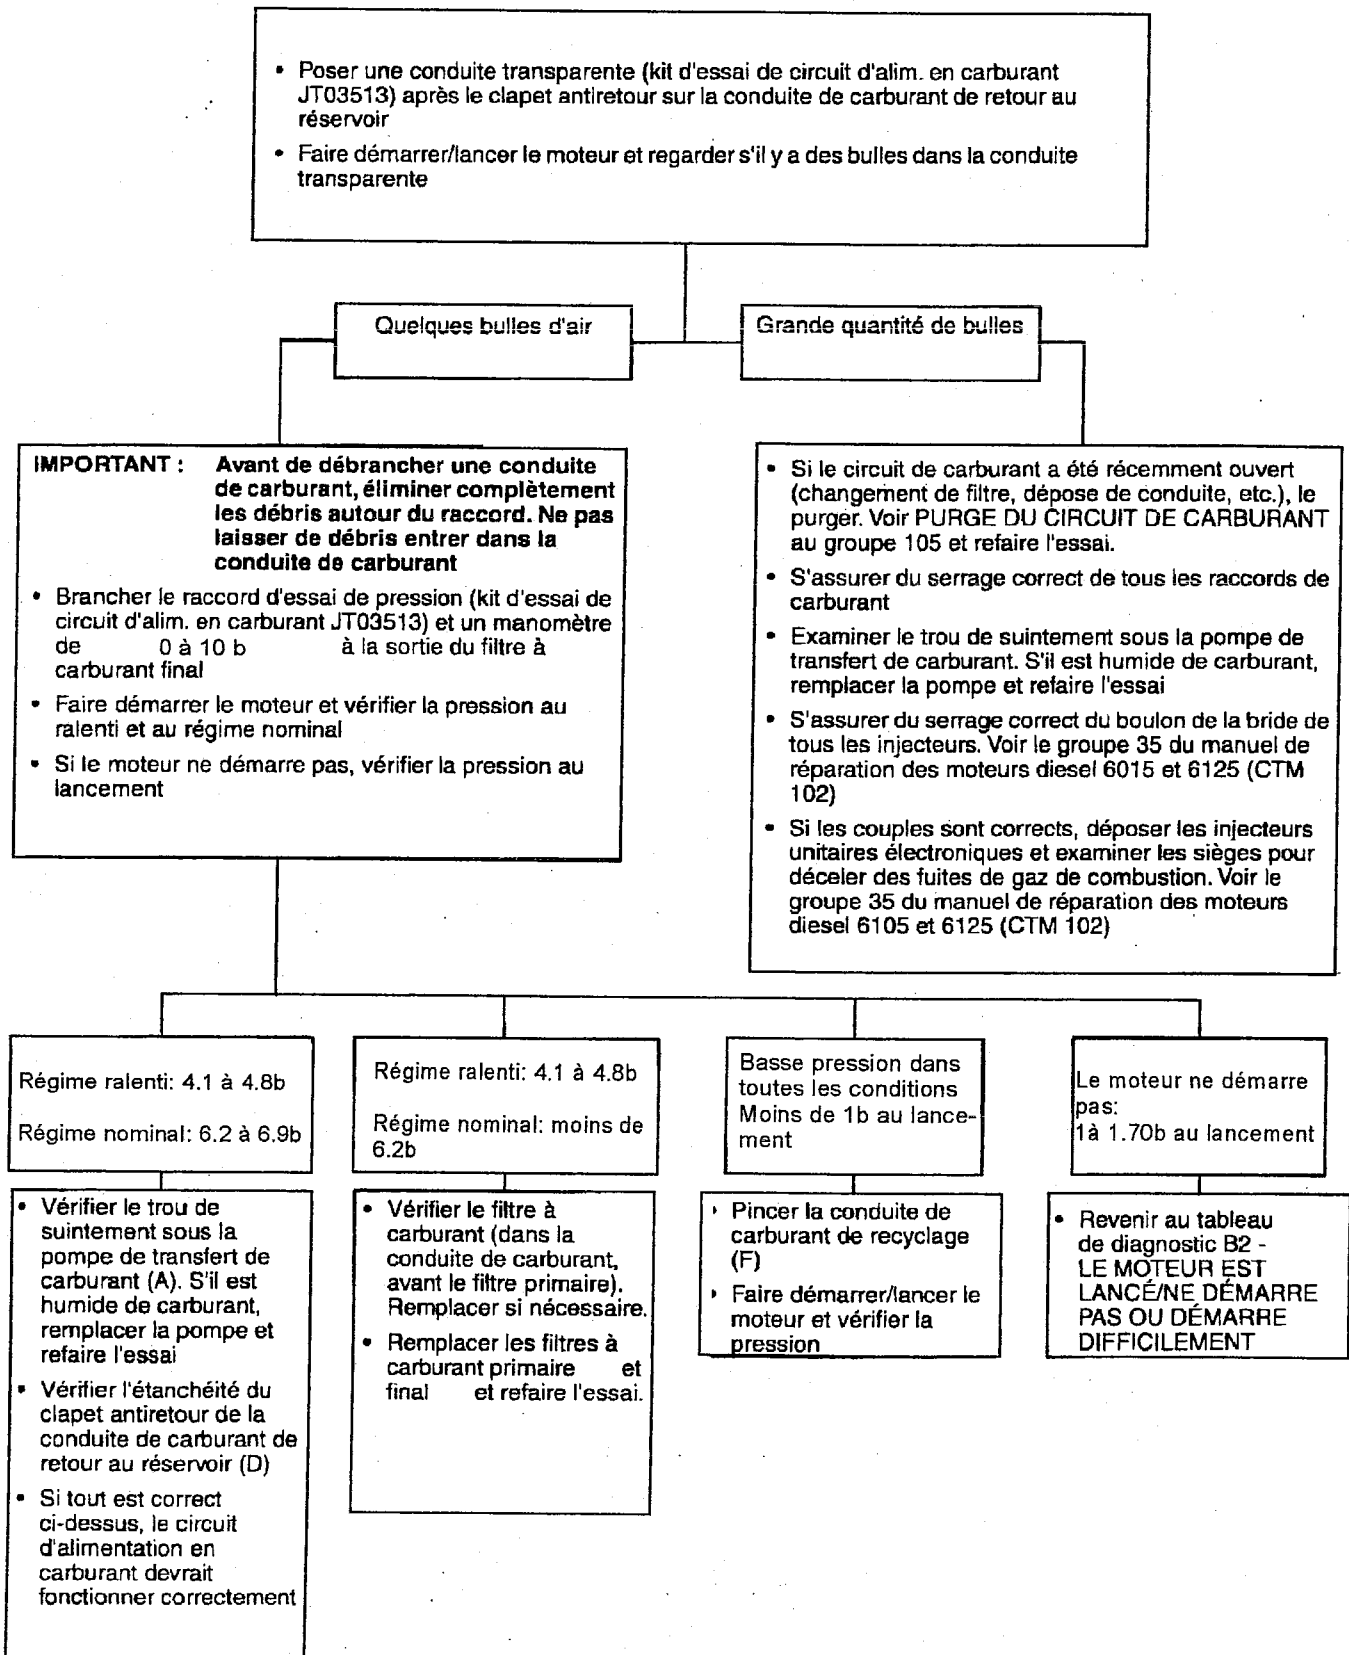 • Poser une conduite transparente (kit d'essai de circuit d'alim. en carburant
JT03513) après le clapet antiretour sur la conduite de carburant de retour au
réservoir
• Faire démarrer/lancer le moteur et regarder s'il y a des bulles dans la conduite
transparente
Quelques bulles d'air
Grande quantité de bulles
IMPORTANT : Avant de débrancher une conduite
de carburant, éliminer complètement
les débris autour du raccord. Ne pas
laisser de débris entrer dans la
conduite de carburant
• Brancher le raccord d'essai de pression (kit d'essai de
circuit d'alim. en carburant JT03513) et un manomètre
de 0 à 10 b à la sortie du filtre à
carburant final
• Faire démarrer le moteur et vérifier la pression au
ralenti et au régime nominal
• Si le moteur ne démarre pas, vérifier la pression au
lancement
• Si le circuit de carburant a été récemment ouvert
(changement de filtre, dépose de conduite, etc.), le
purger. Voir PURGE DU CIRCUIT DE CARBURANT
au groupe 105 et refaire l'essai.
• S'assurer du serrage correct de tous les raccords de
carburant
• Examiner le trou de suintement sous la pompe de
transfert de carburant. S'il est humide de carburant,
remplacer la pompe et refaire l'essai
• S'assurer du serrage correct du boulon de la bride de
tous les injecteurs. Voir le groupe 35 du manuel de
réparation des moteurs diesel 6015 et 6125 (CTM
102)
• Si les couples sont corrects, déposer les injecteurs
unitaires électroniques et examiner les sièges pour
déceler des fuites de gaz de combustion. Voir le
groupe 35 du manuel de réparation des moteurs
diesel 6105 et 6125 (CTM 102)
Régime ralenti: 4.1 à 4.8b
Régime nominal: 6.2 à 6.9b
Régime ralenti: 4.1 à 4.8b
Régime nominal: moins de
6.2b
Basse pression dans
toutes les conditions
Moins de 1b au lance-
ment
Le moteur ne démarre
pas:
1à 1.70b au lancement
• Vérifier le trou de
suintement sous la
pompe de transfert de
carburant (A). S'il est
humide de carburant,
remplacer la pompe et
refaire l'essai
• Vérifier l'étanchéité du
clapet antiretour de la
conduite de carburant de
retour au réservoir (D)
• Si tout est correct
ci-dessus, le circuit
d'alimentation en
carburant devrait
fonctionner correctement
• Vérifier le filtre à
carburant (dans la
conduite de carburant,
avant le filtre primaire).
Remplacer si nécessaire.
• Remplacer les filtres à
carburant primaire et
final et refaire l'essai.
• Pincer la conduite de
carburant de recyclage
(F)
• Faire démarrer/lancer le
moteur et vérifier la
pression
• Revenir au tableau
de diagnostic B2 -
LE MOTEUR EST
LANCÉ/NE DÉMARRE
PAS OU DÉMARRE
DIFFICILEMENT